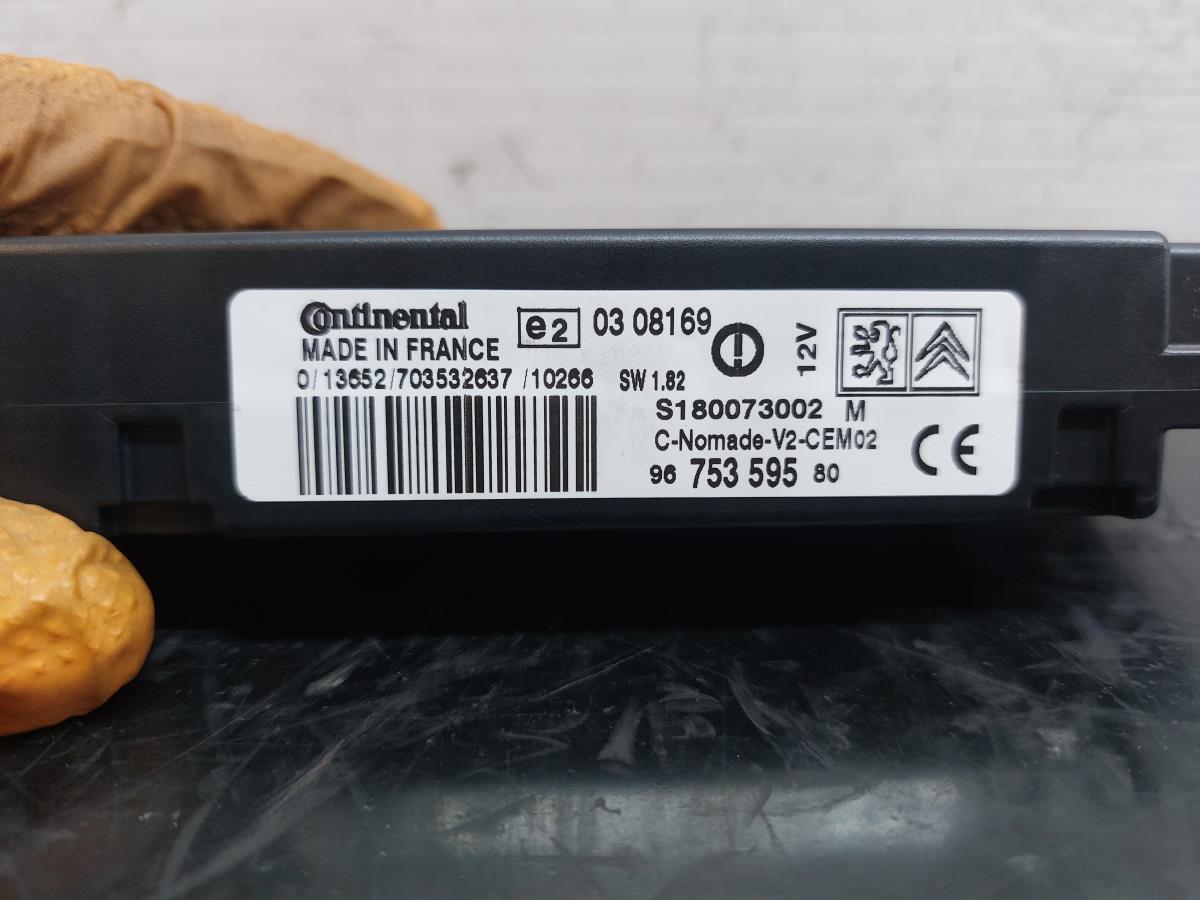 Continental
MADE IN FRANCE
e2 03 08169
12V
0/13652/703532637 /10266 SW 1.82
S180073002 M
C-Nomade-V2-CEM02
96 753 595 80
CE